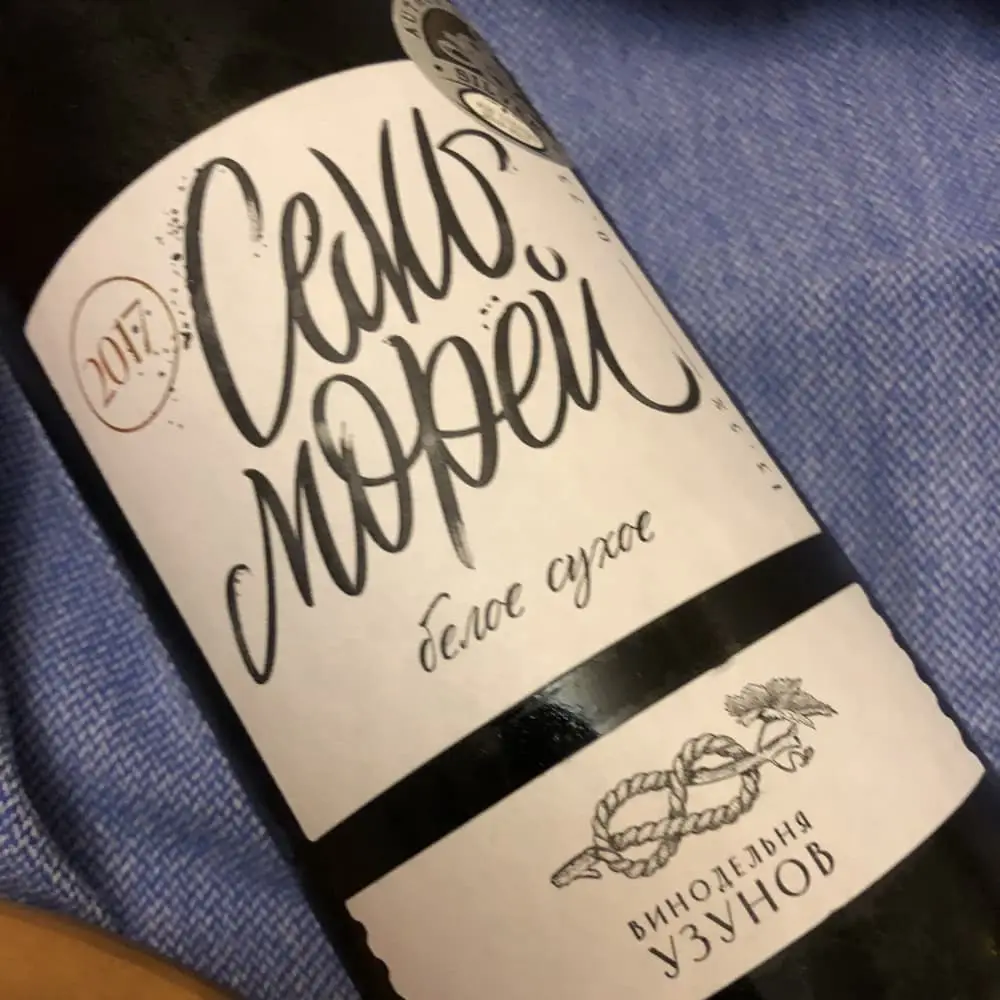 2017
Семь
морей
белое сухое
ВИНОДЕЛЬНЯ
УЗУНОВ